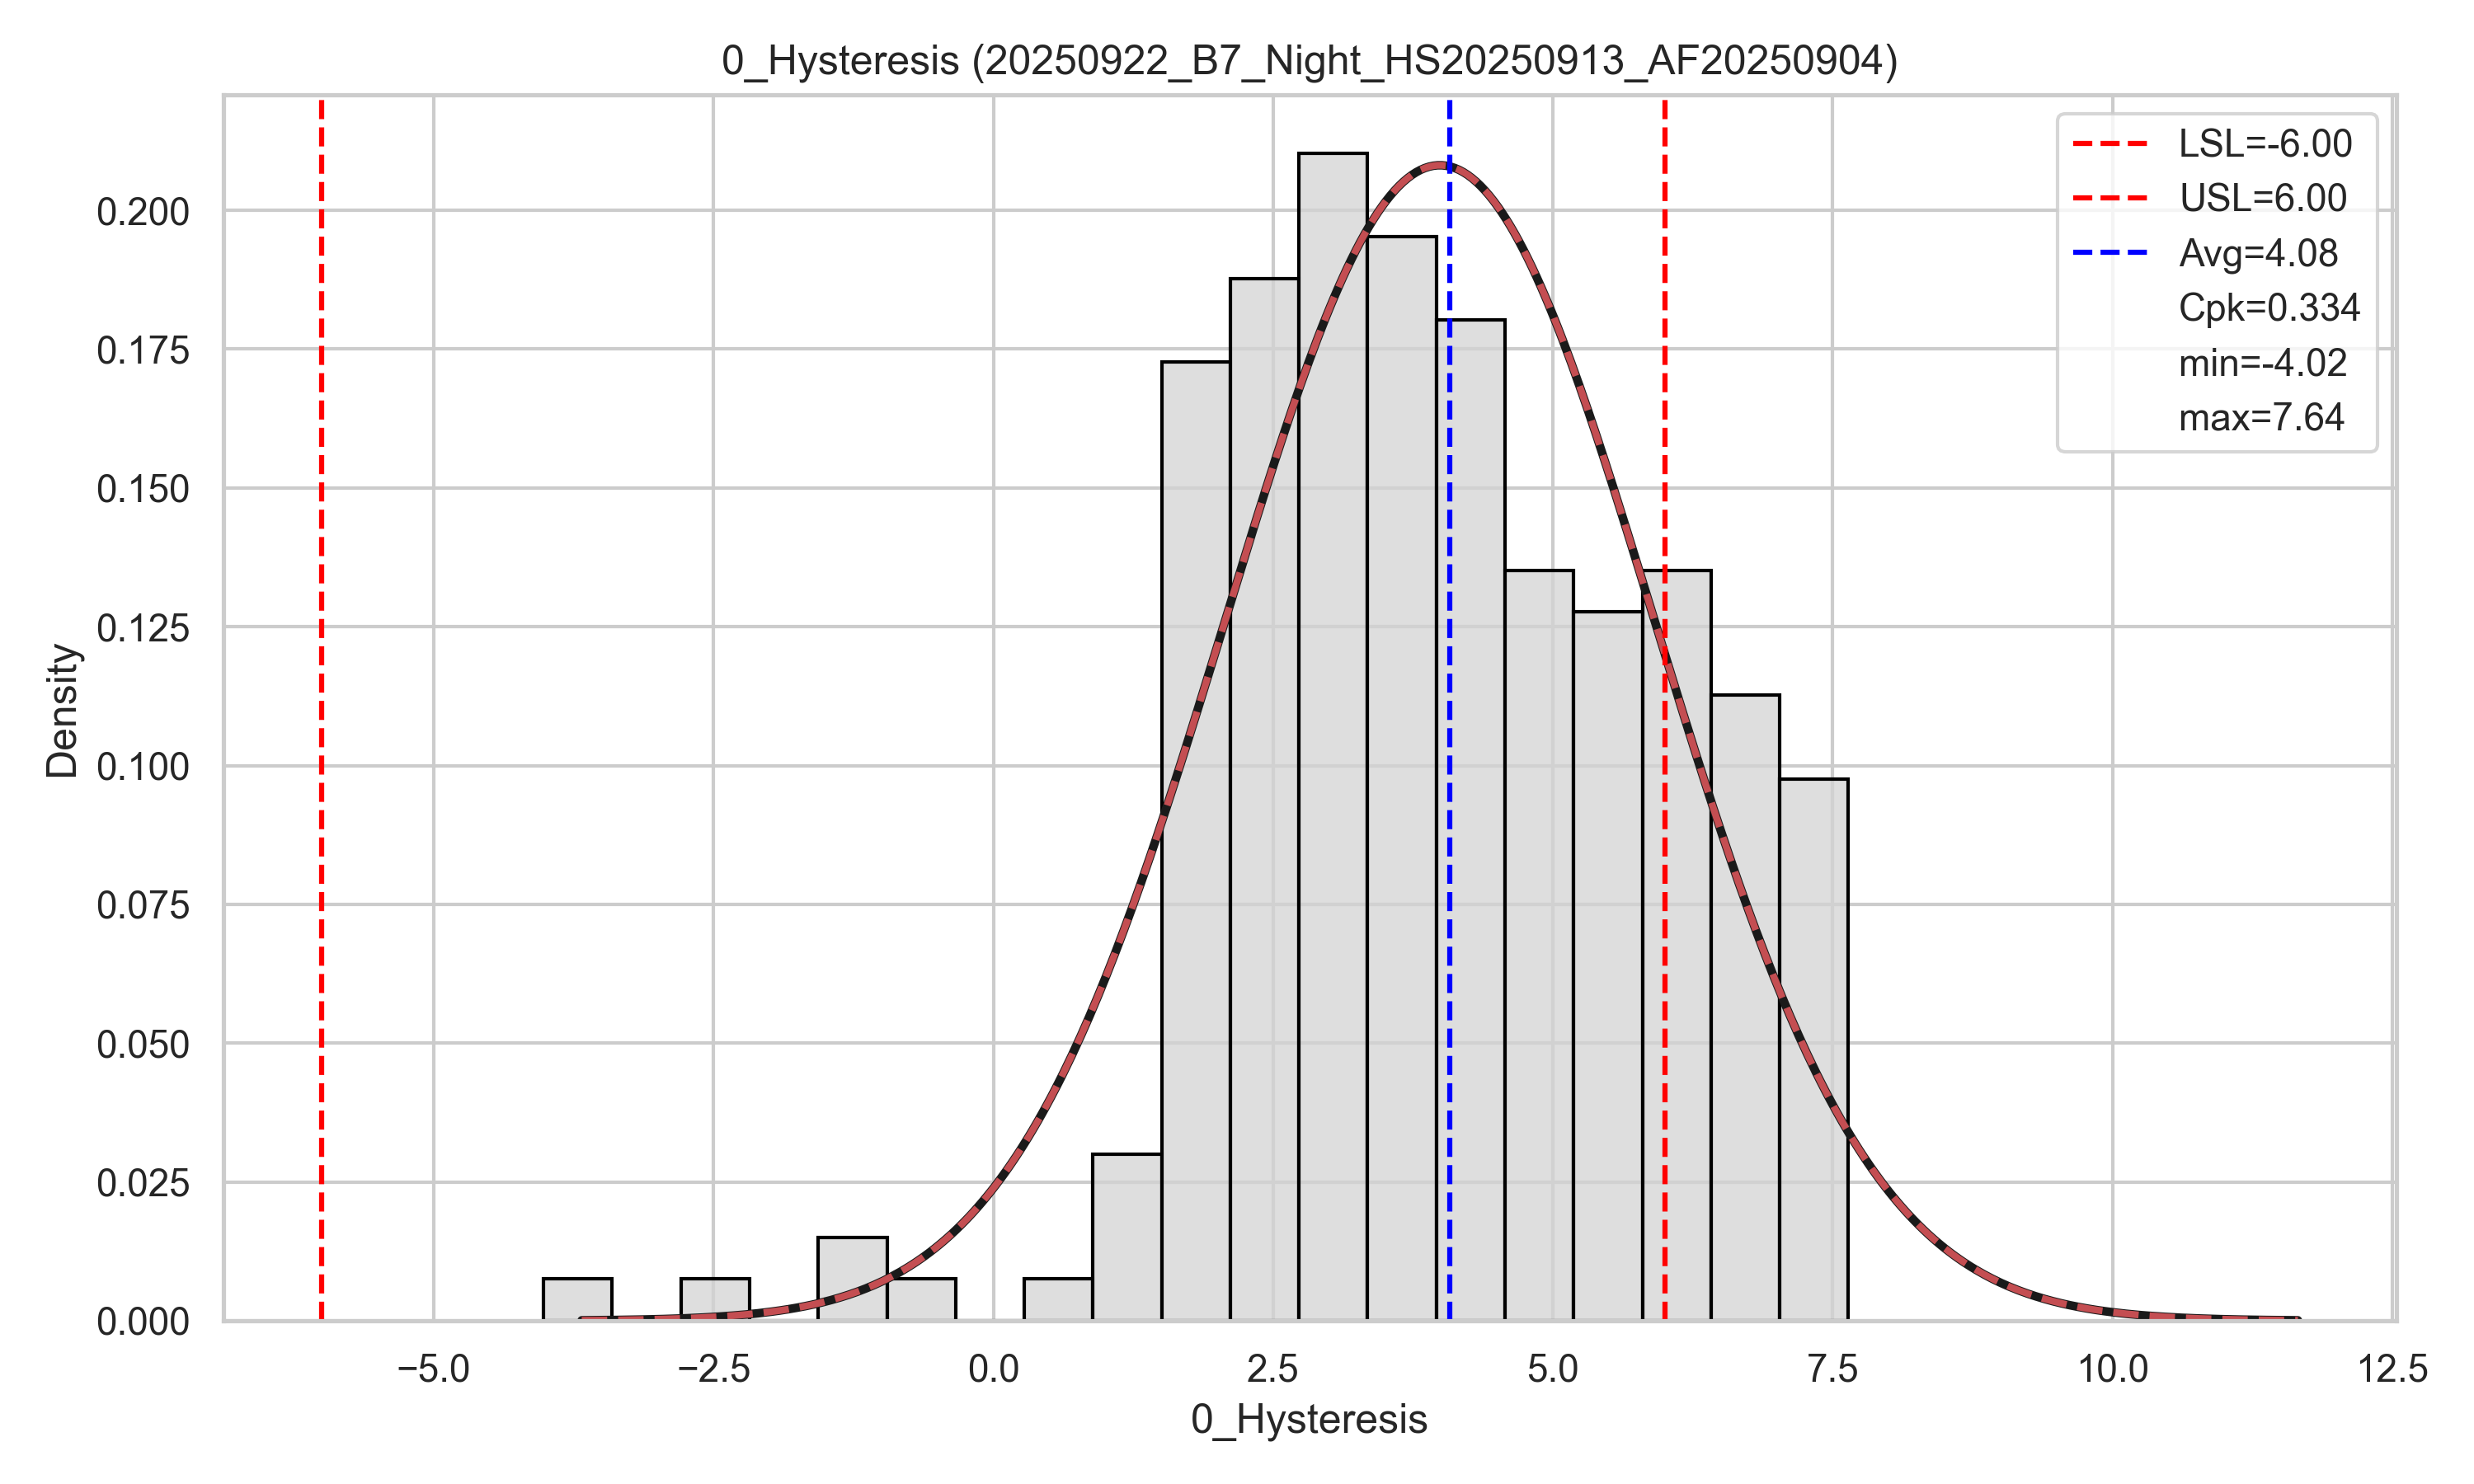 0_Hysteresis (20250922_B7_Night_HS20250913_AF20250904)
LSL=-6.00
USL=6.00
Avg=4.08
Cpk=0.334
min=-4.02
max=7.64
Density
0.200
0.175
0.150
0.125
0.100
0.075
0.050
0.025
0.000
−5.0 −2.5 0.0 2.5 5.0 7.5 10.0 12.5
0_Hysteresis